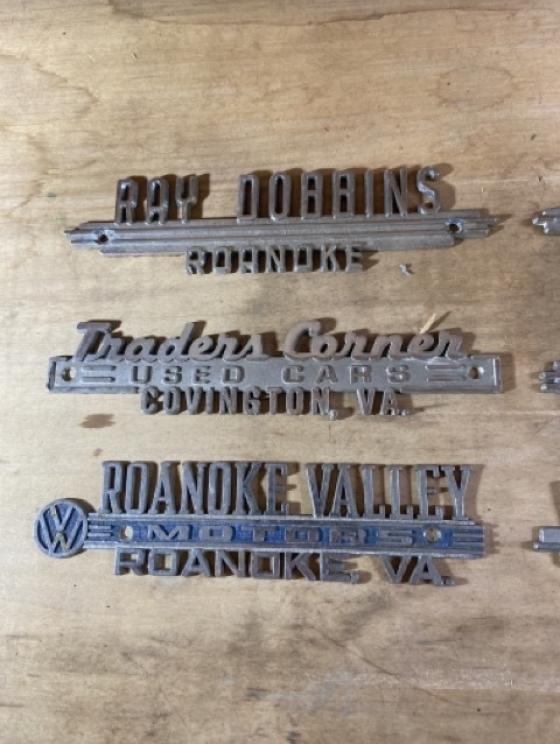 RAY DOBBINS
ROANOKE
Traders Corner
USED CARS
COVINGTON, VA.
ROANOKE VALLEY
VW
MOTORS
ROANOKE, VA.